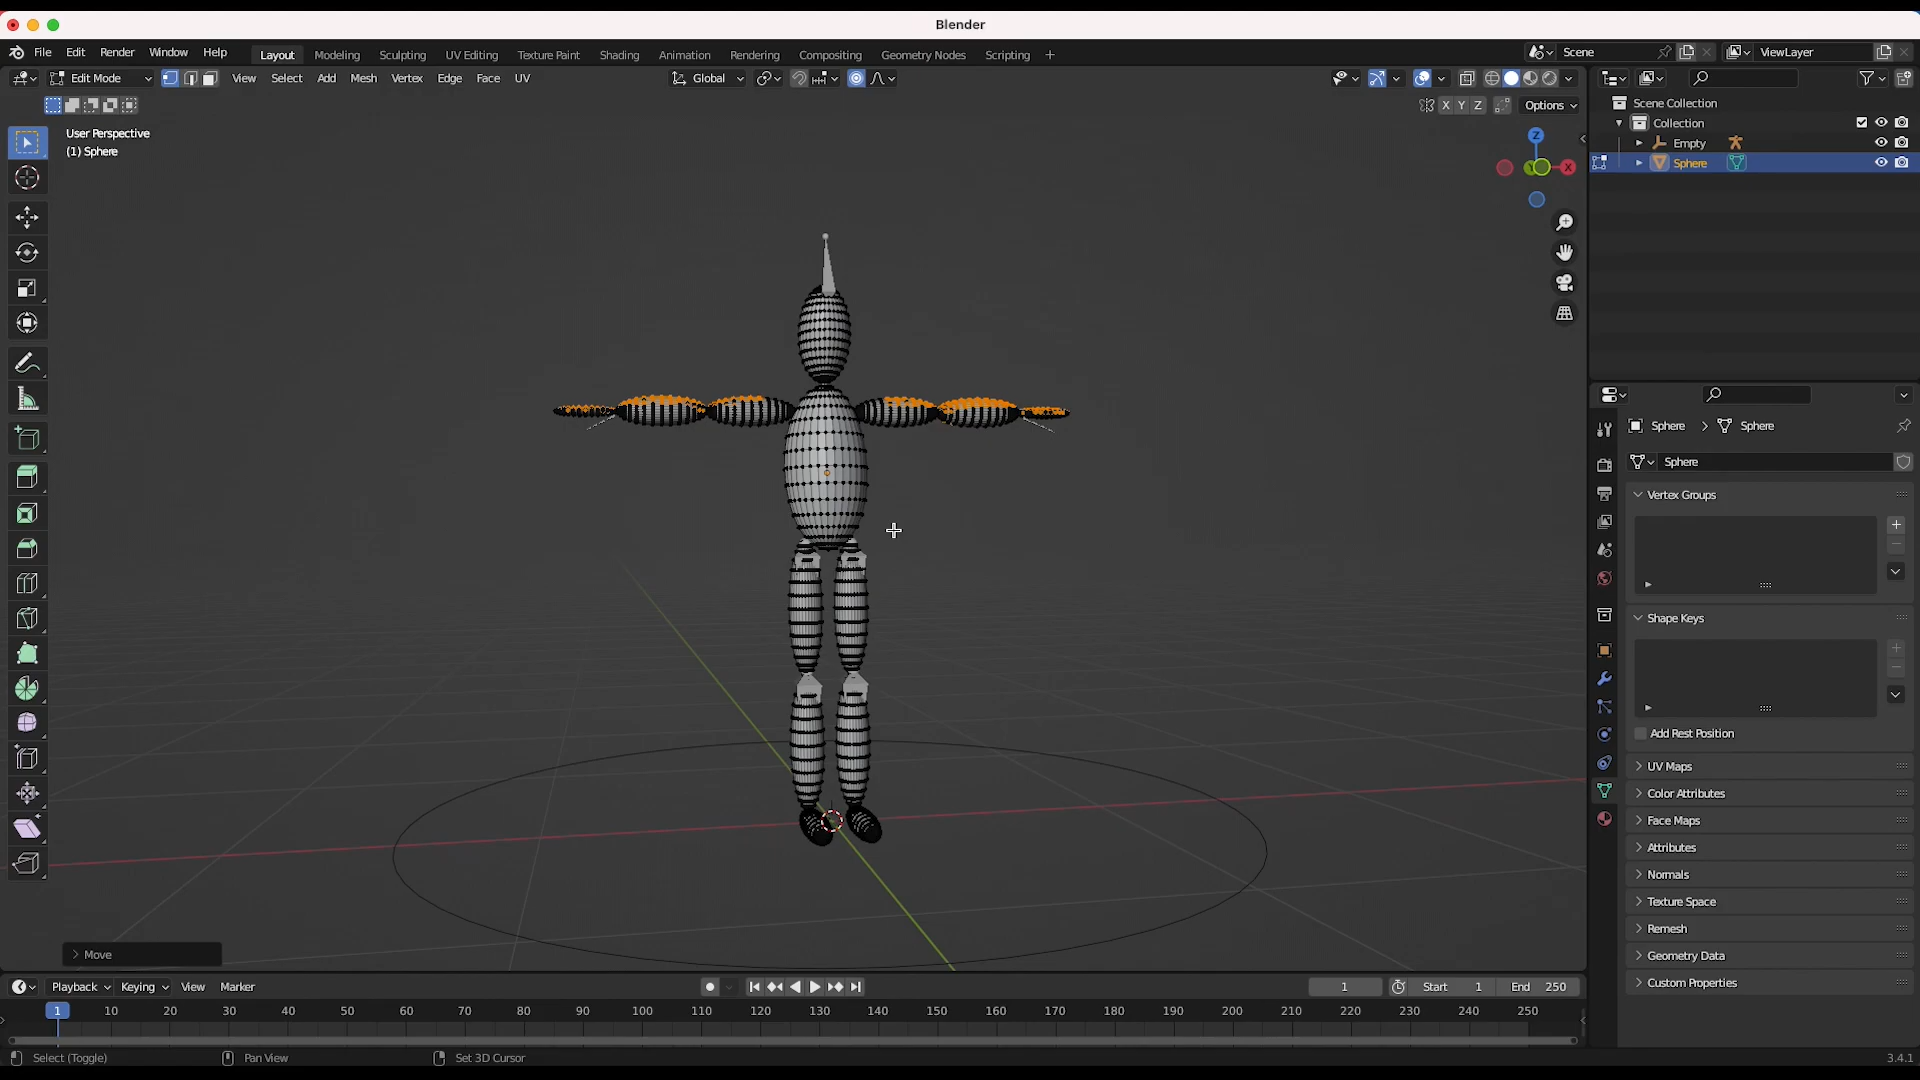 Blender
File Edit Render Window Help Layout Modeling Sculpting UV Editing Texture Paint Shading Animation Rendering Compositing Geometry Nodes Scripting + Scene ViewLayer
Edit Mode View Select Add Mesh Vertex Edge Face UV Global
X Y Z Options
User Perspective
(1) Sphere
Z
X
Scene Collection
Collection
Empty
Sphere
Sphere Sphere
Sphere
Vertex Groups
Shape Keys
Add Rest Position
UV Maps
Color Attributes
Face Maps
Attributes
Normals
Texture Space
Remesh
Geometry Data
Custom Properties
Move
Playback Keying View Marker 1 Start 1 End 250
1 10 20 30 40 50 60 70 80 90 100 110 120 130 140 150 160 170 180 190 200 210 220 230 240 250
Select (Toggle) Pan View Set 3D Cursor 3.4.1